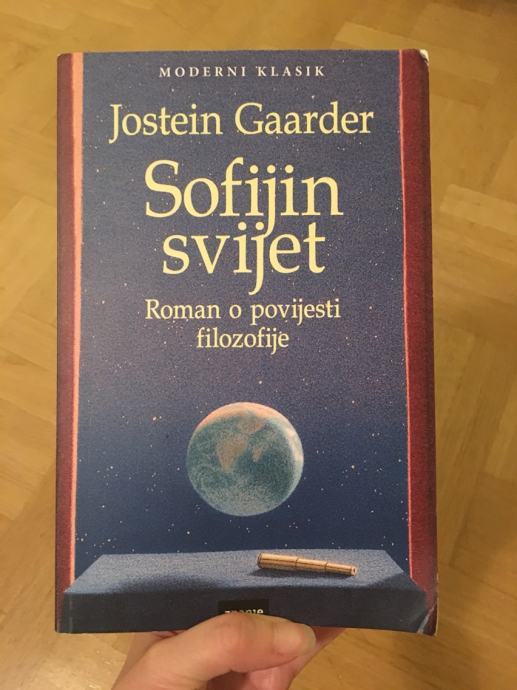 MODERNI KLASIK
Jostein Gaarder
Sofijin
svijet
Roman o povijesti
filozofije